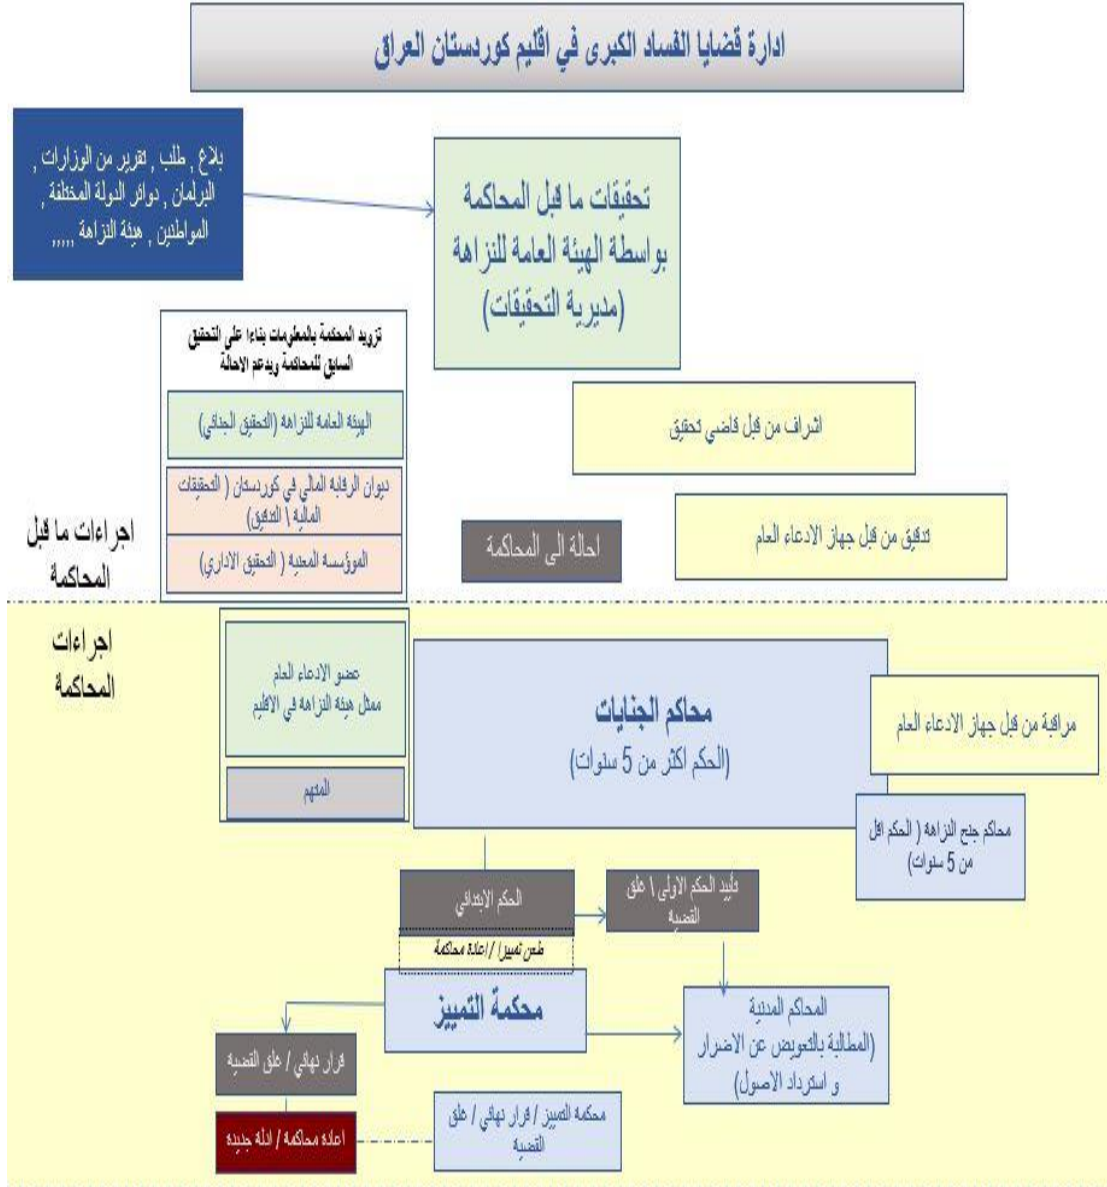 ادارة قضايا الفساد الكبرى في اقليم كوردستان العراق
بلاغ , طلب , تقرير من الوزارات ,
البرلمان , دوائر الدولة المختلفة ,
المواطنين , هيئة النزاهة ,,,,,
تحقيقات ما قبل المحاكمة
بواسطة الهيئة العامة للنزاهة
(مديرية التحقيقات)
تزويد المحكمة بالمعلومات بناءا على التحقيق
السابق للمحاكمة ويدعم الاحالة
الهيئة العامة للنزاهة (التحقيق الجنائي)
ديوان الرقابة المالي في كوردستان ( التحقيقات
المالية \ التدقيق)
الموؤسسة المعنية ( التحقيق الاداري)
اشراف من قبل قاضي تحقيق
تدقيق من قبل جهاز الادعاء العام
احالة الى المحاكمة
اجراءات ما قبل
المحاكمة
اجراءات
المحاكمة
عضو الادعاء العام
ممثل هيئة النزاهة في الاقليم
المتهم
محاكم الجنايات
(الحكم اكثر من 5 سنوات)
مراقبة من قبل جهاز الادعاء العام
محاكم جنح النزاهة ( الحكم اقل
من 5 سنوات)
الحكم الابتدائي
تأييد الحكم الاولى \ غلق
القضية
طعن تمييزا / اعادة محاكمة
محكمة التمييز
المحاكم المدنية
(المطالبة بالتعويض عن الاضرار
و استرداد الاصول)
قرار نهائي / غلق القضية
اعادة محاكمة / ادلة جديدة
محكمة التمييز / قرار نهائي / غلق
القضية